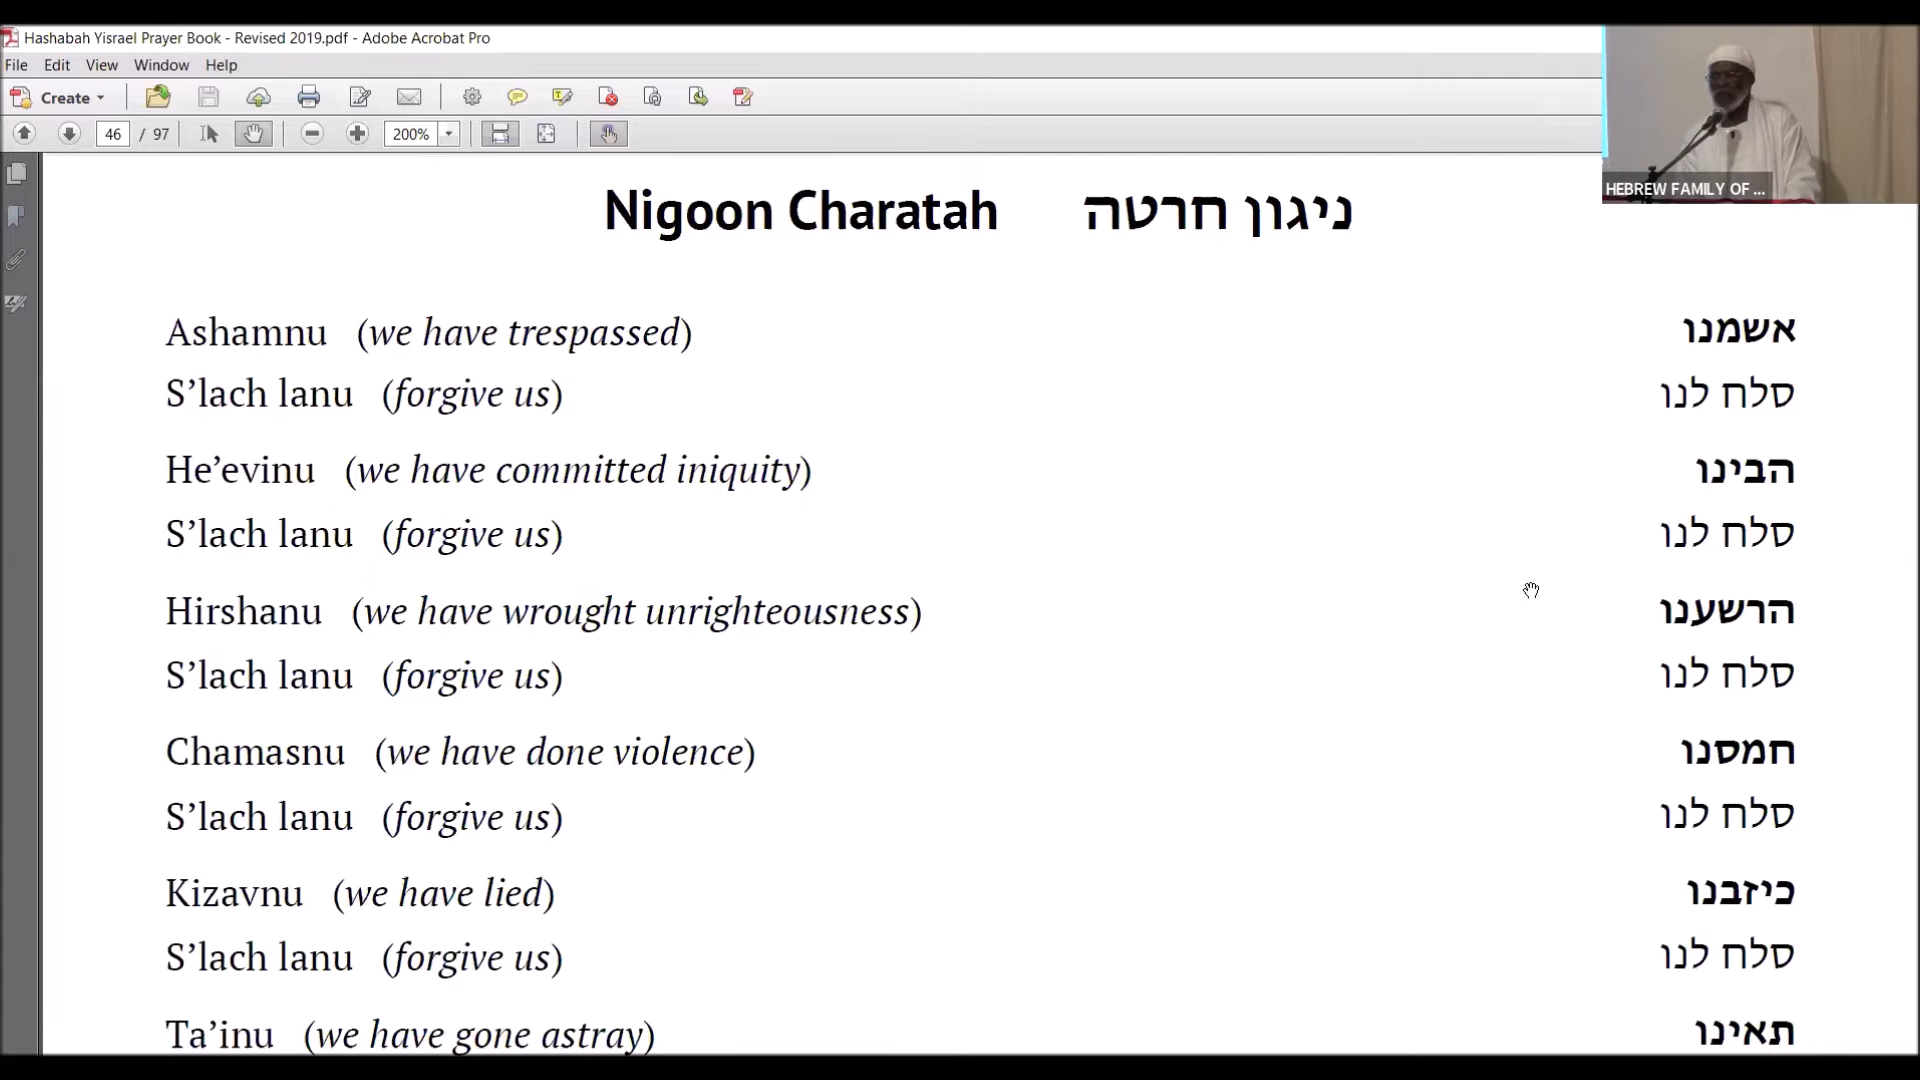 Hashabah Yisrael Prayer Book - Revised 2019.pdf - Adobe Acrobat Pro
File Edit View Window Help
Create
46 / 97 200%
HEBREW FAMILY OF ...
Nigoon Charatah ניגון חרטה
Ashamnu (we have trespassed) אשמנו
S’lach lanu (forgive us) סלח לנו
He’evinu (we have committed iniquity) הבינו
S’lach lanu (forgive us) סלח לנו
Hirshanu (we have wrought unrighteousness) הרשענו
S’lach lanu (forgive us) סלח לנו
Chamasnu (we have done violence) חמסנו
S’lach lanu (forgive us) סלח לנו
Kizavnu (we have lied) כיזבנו
S’lach lanu (forgive us) סלח לנו
Ta’inu (we have gone astray) תאינו